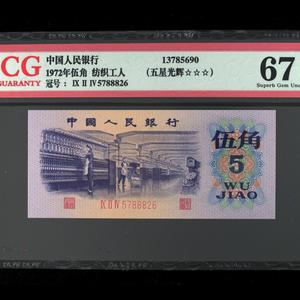 CG 中国人民银行 13785690 67
GUARANTY 1972年伍角 纺织工人 (五星光辉☆☆☆) Superb Gem Unc
冠号: IX II IV 5788826
中国人民银行
伍角
5
WU
JIAO
IX II IV 5788826